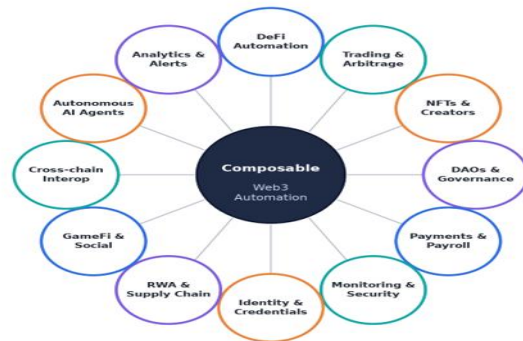 DeFi
Automation
Trading &
Arbitrage
NFTs &
Creators
DAOs &
Governance
Payments &
Payroll
Monitoring &
Security
Identity &
Credentials
RWA &
Supply Chain
GameFi &
Social
Cross-chain
Interop
Autonomous
AI Agents
Analytics &
Alerts
Composable
Web3
Automation